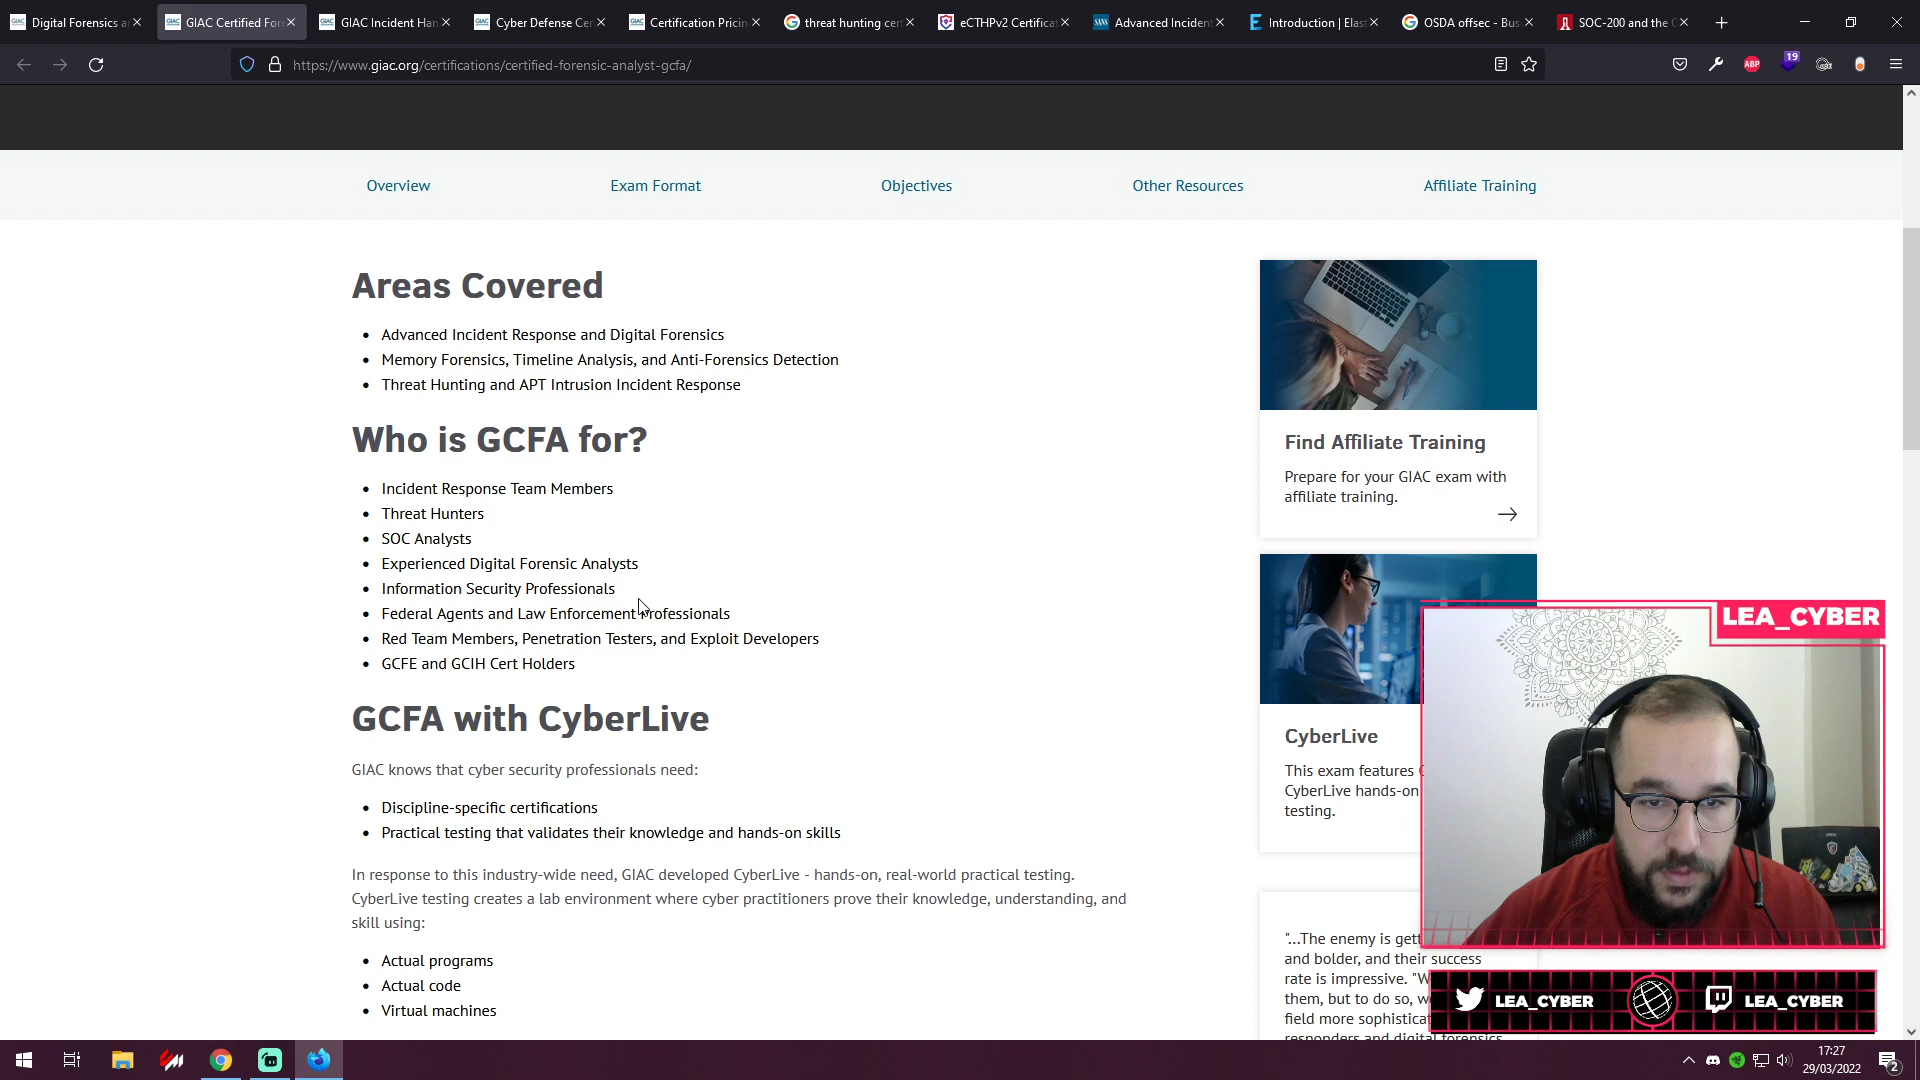 Digital Forensics a
GIAC Certified For
GIAC Incident Han
Cyber Defense Cer
Certification Pricin
threat hunting cert
eCTHPv2 Certifica
Advanced Incident
Introduction | Elast
OSDA offsec - Bus
SOC-200 and the O
https://www.giac.org/certifications/certified-forensic-analyst-gcfa/
ABP
19
Overview
Exam Format
Objectives
Other Resources
Affiliate Training
Areas Covered
• Advanced Incident Response and Digital Forensics
• Memory Forensics, Timeline Analysis, and Anti-Forensics Detection
• Threat Hunting and APT Intrusion Incident Response
Who is GCFA for?
• Incident Response Team Members
• Threat Hunters
• SOC Analysts
• Experienced Digital Forensic Analysts
• Information Security Professionals
• Federal Agents and Law Enforcement Professionals
• Red Team Members, Penetration Testers, and Exploit Developers
• GCFE and GCIH Cert Holders
GCFA with CyberLive
GIAC knows that cyber security professionals need:
• Discipline-specific certifications
• Practical testing that validates their knowledge and hands-on skills
In response to this industry-wide need, GIAC developed CyberLive - hands-on, real-world practical testing.
CyberLive testing creates a lab environment where cyber practitioners prove their knowledge, understanding, and
skill using:
• Actual programs
• Actual code
• Virtual machines
Find Affiliate Training
Prepare for your GIAC exam with
affiliate training.
CyberLive
This exam features
CyberLive hands-on
testing.
"...The enemy is gett
and bolder, and their success
rate is impressive. "W
them, but to do so, w
field more sophisticat
responders and digital forensics
LEA_CYBER
LEA_CYBER
LEA_CYBER
17:27
29/03/2022
2